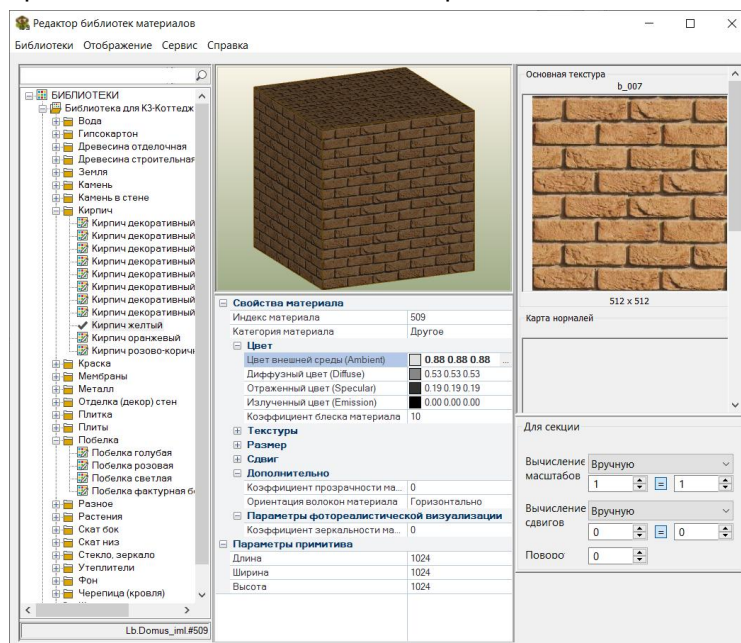 Редактор библиотек материалов
Библиотеки Отображение Сервис Справка
БИБЛИОТЕКИ
Библиотека для К3-Коттедж
Вода
Гипсокартон
Древесина отделочная
Древесина строительная
Земля
Камень
Камень в стене
Кирпич
Кирпич декоративный
Кирпич декоративный
Кирпич декоративный
Кирпич декоративный
Кирпич декоративный
Кирпич декоративный
Кирпич декоративный
Кирпич декоративный
Кирпич желтый
Кирпич оранжевый
Кирпич розово-коричн
Краска
Мембраны
Металл
Отделка (декор) стен
Плитка
Плиты
Побелка
Побелка голубая
Побелка розовая
Побелка светлая
Побелка фактурная б
Разное
Растения
Скат бок
Скат низ
Стекло, зеркало
Утеплители
Фон
Черепица (кровля)
Lb.Domus_iml.#509
Свойства материала
Индекс материала 509
Категория материала Другое
Цвет
Цвет внешней среды (Ambient) 0.88 0.88 0.88 ...
Диффузный цвет (Diffuse) 0.53 0.53 0.53
Отраженный цвет (Specular) 0.19 0.19 0.19
Излученный цвет (Emission) 0.00 0.00 0.00
Коэффициент блеска материала 10
Текстуры
Размер
Сдвиг
Дополнительно
Коэффициент прозрачности ма... 0
Ориентация волокон материала Горизонтально
Параметры фотореалистической визуализации
Коэффициент зеркальности ма... 0
Параметры примитива
Длина 1024
Ширина 1024
Высота 1024
Основная текстура
b_007
512 x 512
Карта нормалей
Для секции
Вычисление масштабов Вручную
1 = 1
Вычисление сдвигов Вручную
0 = 0
Поворот 0